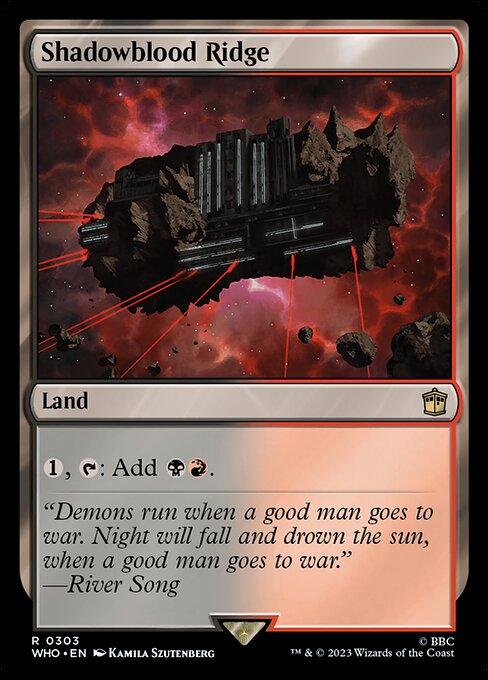 Shadowblood Ridge
Land
1, : Add .
“Demons run when a good man goes to
war. Night will fall and drown the sun,
when a good man goes to war.”
—River Song
R 0303
WHO • EN Kamila Szutenberg
© BBC
™ & © 2023 Wizards of the Coast